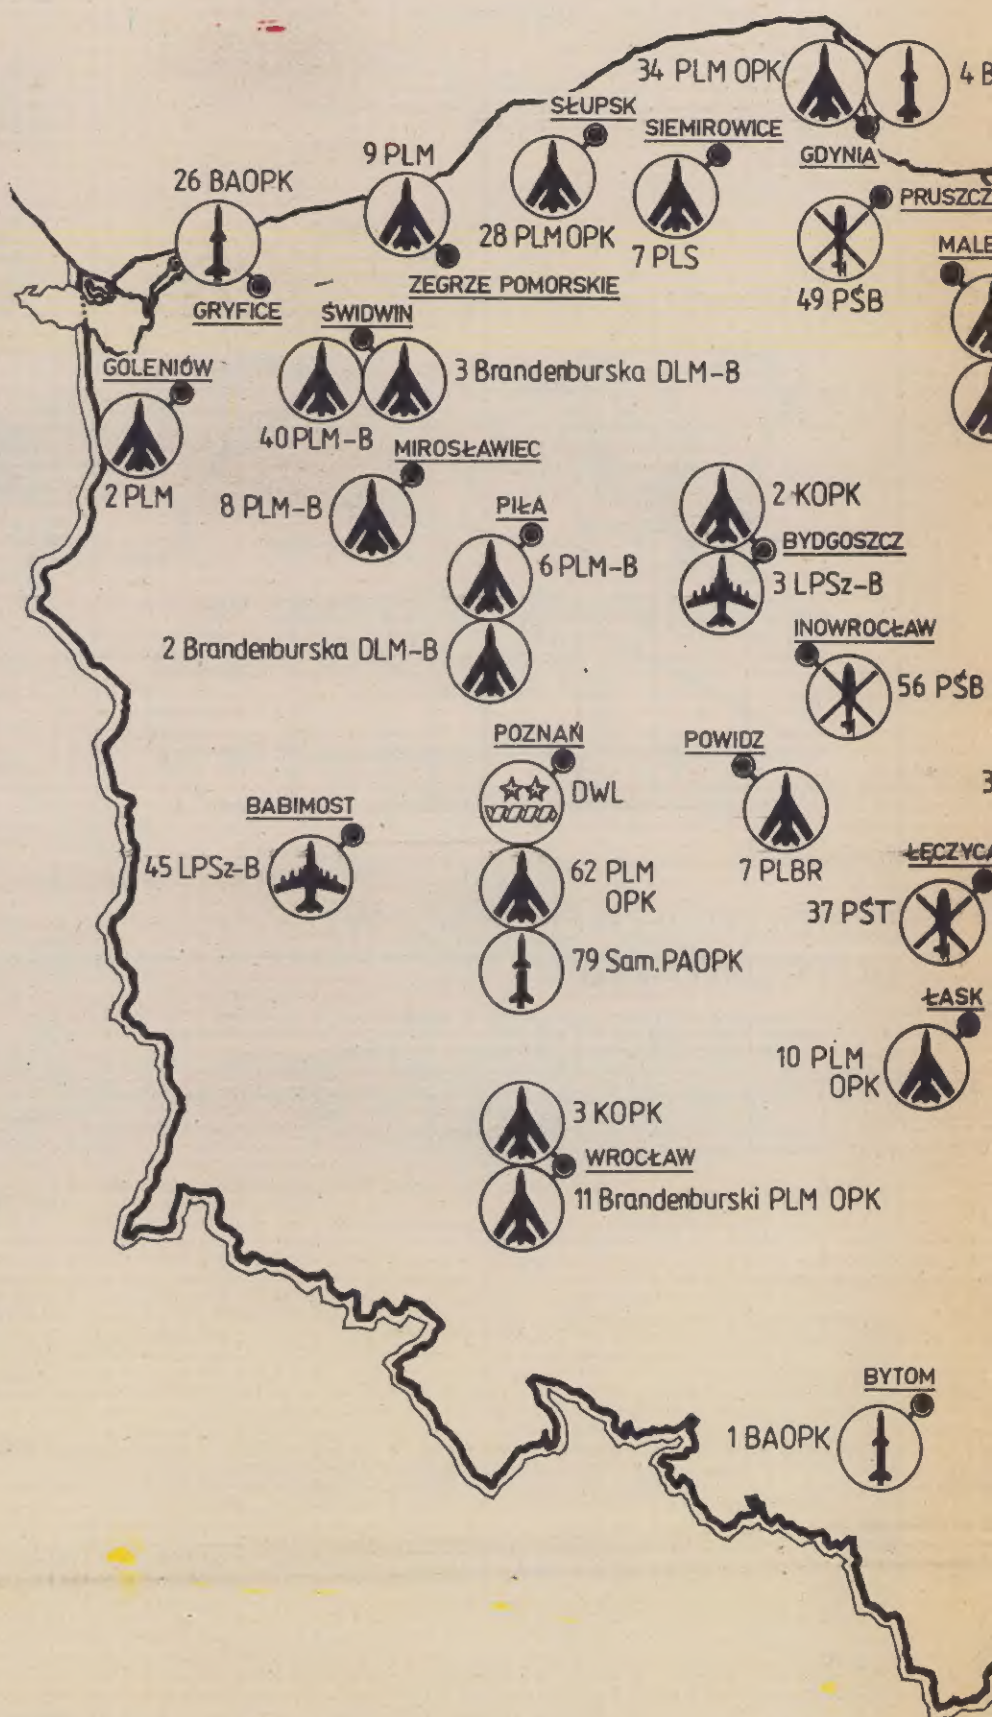 34 PLM OPK
4 B
SŁUPSK
SIEMIROWICE
GDYNIA
9 PLM
26 BAOPK
28 PLM OPK
7 PLS
PRUSZCZ
MALB
49 PŚB
ZEGRZE POMORSKIE
GRYFICE
ŚWIDWIN
GOLENIÓW
3 Brandenburska DLM-B
40 PLM-B
MIROSŁAWIEC
2 PLM
8 PLM-B
PIŁA
2 KOPK
BYDGOSZCZ
6 PLM-B
3 LPSz-B
INOWROCŁAW
2 Brandenburska DLM-B
56 PŚB
POZNAŃ
POWIDZ
DWL
3
BABIMOST
ŁĘCZYCA
45 LPSz-B
62 PLM
OPK
7 PLBR
37 PŚT
79 Sam. PAOPK
ŁASK
10 PLM
OPK
3 KOPK
WROCŁAW
11 Brandenburski PLM OPK
BYTOM
1 BAOPK